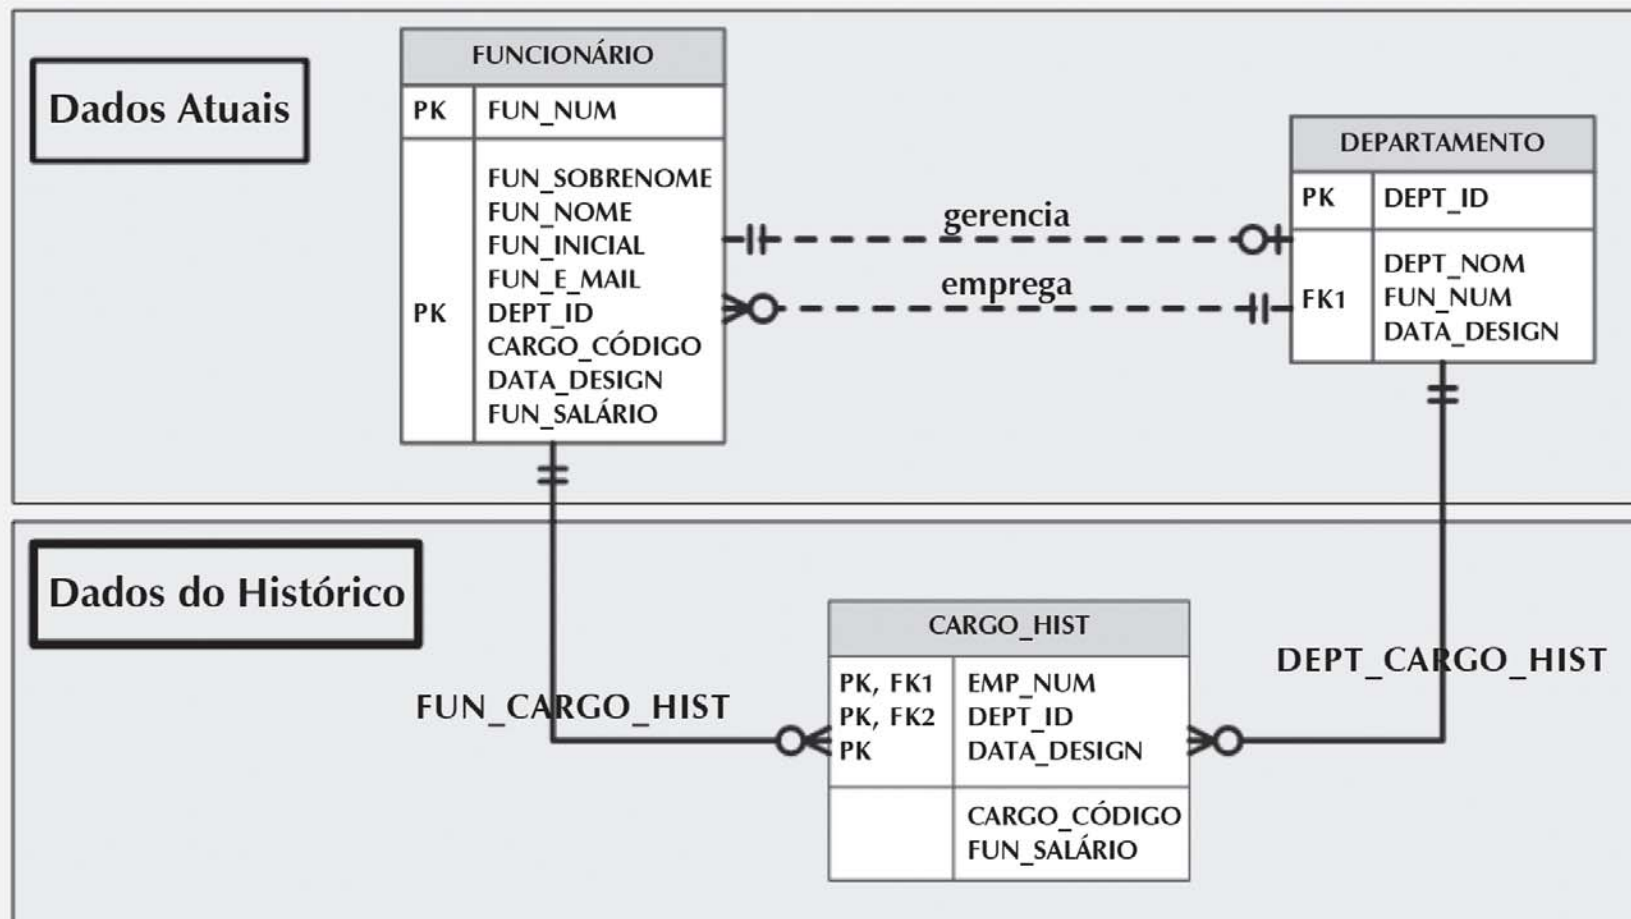 Dados Atuais
FUNCIONÁRIO
PK FUN_NUM
FUN_SOBRENOME
FUN_NOME
FUN_INICIAL
FUN_E_MAIL
PK DEPT_ID
CARGO_CÓDIGO
DATA_DESIGN
FUN_SALÁRIO
gerencia
emprega
DEPARTAMENTO
PK DEPT_ID
DEPT_NOM
FK1 FUN_NUM
DATA_DESIGN
Dados do Histórico
FUN_CARGO_HIST
CARGO_HIST
PK, FK1 EMP_NUM
PK, FK2 DEPT_ID
PK DATA_DESIGN
CARGO_CÓDIGO
FUN_SALÁRIO
DEPT_CARGO_HIST